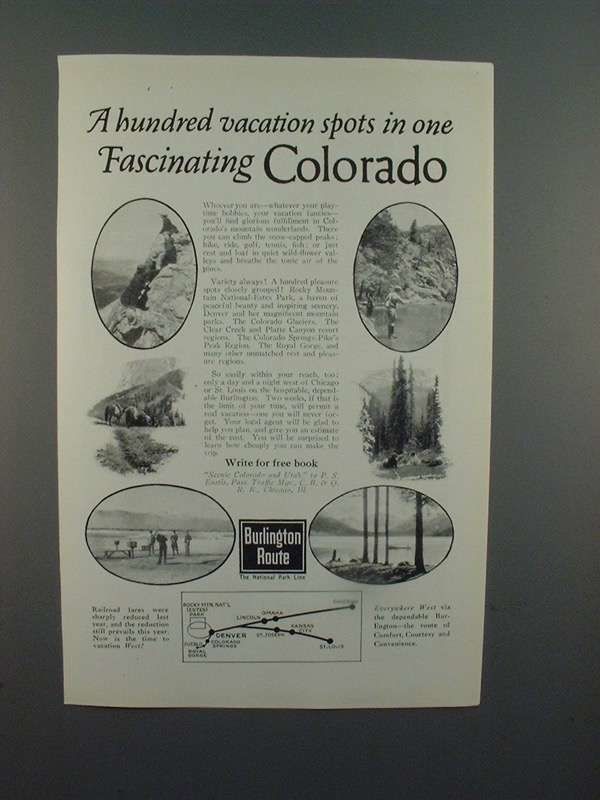 A hundred vacation spots in one
Fascinating Colorado
Whoever you are—whatever your play-
time hobbies, your vacation fancies—
you'll find glorious fulfillment in Col-
orado's mountain wonderlands. There
you can climb the snow-capped peaks;
hike, ride, golf, tennis, fish; or just
rest and loaf in quiet wild-flower val-
leys and breathe the tonic air of the
pines.
Variety always! A hundred pleasure
spots closely grouped! Rocky Moun-
tain National-Estes Park, a haven of
peaceful beauty and inspiring scenery.
Denver and her magnificent mountain
parks. The Colorado Glaciers. The
Clear Creek and Platte Canyon resort
regions. The Colorado Springs-Pike's
Peak Region. The Royal Gorge, and
many other unmatched rest and pleas-
ure regions.
So easily within your reach, too;
only a day and a night west of Chicago
or St. Louis on the hospitable, depend-
able Burlington. Two weeks, if that is
the limit of your time, will permit a
real vacation—one you will never for-
get. Your local agent will be glad to
help you plan, and give you an estimate
of the cost. You will be surprised to
learn how cheaply you can make the
trip.
Write for free book
"Scenic Colorado and Utah" to P. S.
Eustis, Pass. Traffic Mgr., C. B. & Q.
R. R., Chicago, Ill.
Burlington
Route
The National Park Line
Railroad fares were
sharply reduced last
year, and the reduction
still prevails this year.
Now is the time to
vacation West!
ROCKY MT'N. NAT'L
(ESTES)
PARK
DENVER
COLORADO
SPRINGS
PUEBLO
ROYAL
GORGE
LINCOLN
OMAHA
ST. JOSEPH
KANSAS
CITY
CHICAGO
ST. LOUIS
Everywhere West via
the dependable Bur-
lington—the route of
Comfort, Courtesy and
Convenience.